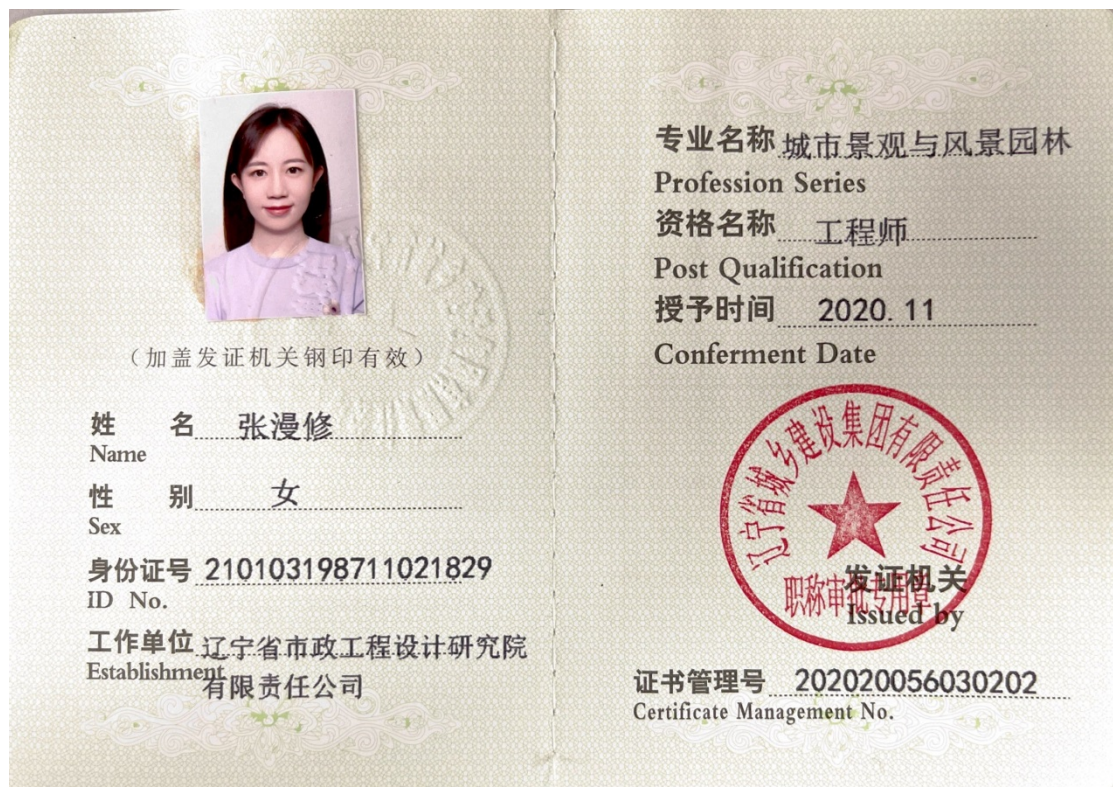 （加盖发证机关钢印有效）
姓 名 张漫修
Name
性 别 女
Sex
身份证号 210103198711021829
ID No.
工作单位 辽宁省市政工程设计研究院
Establishment 有限责任公司
专业名称 城市景观与风景园林
Profession Series
资格名称 工程师
Post Qualification
授予时间 2020.11
Conferment Date
辽宁省城乡建设集团有限责任公司
职称审批专用章
发证机关
Issued by
证书管理号 202020056030202
Certificate Management No.